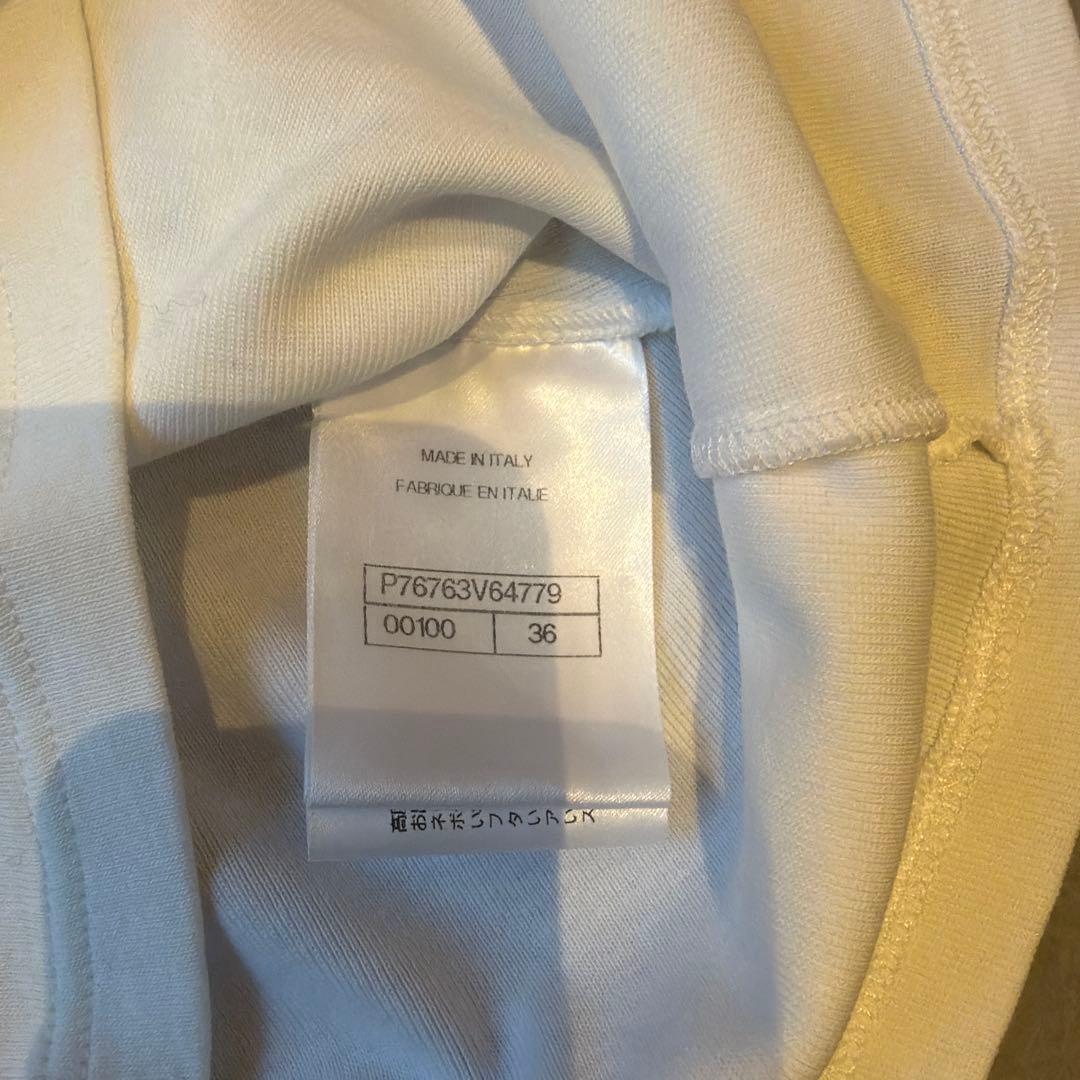 MADE IN ITALY
FABRIQUE EN ITALIE
P76763V64779
00100
36